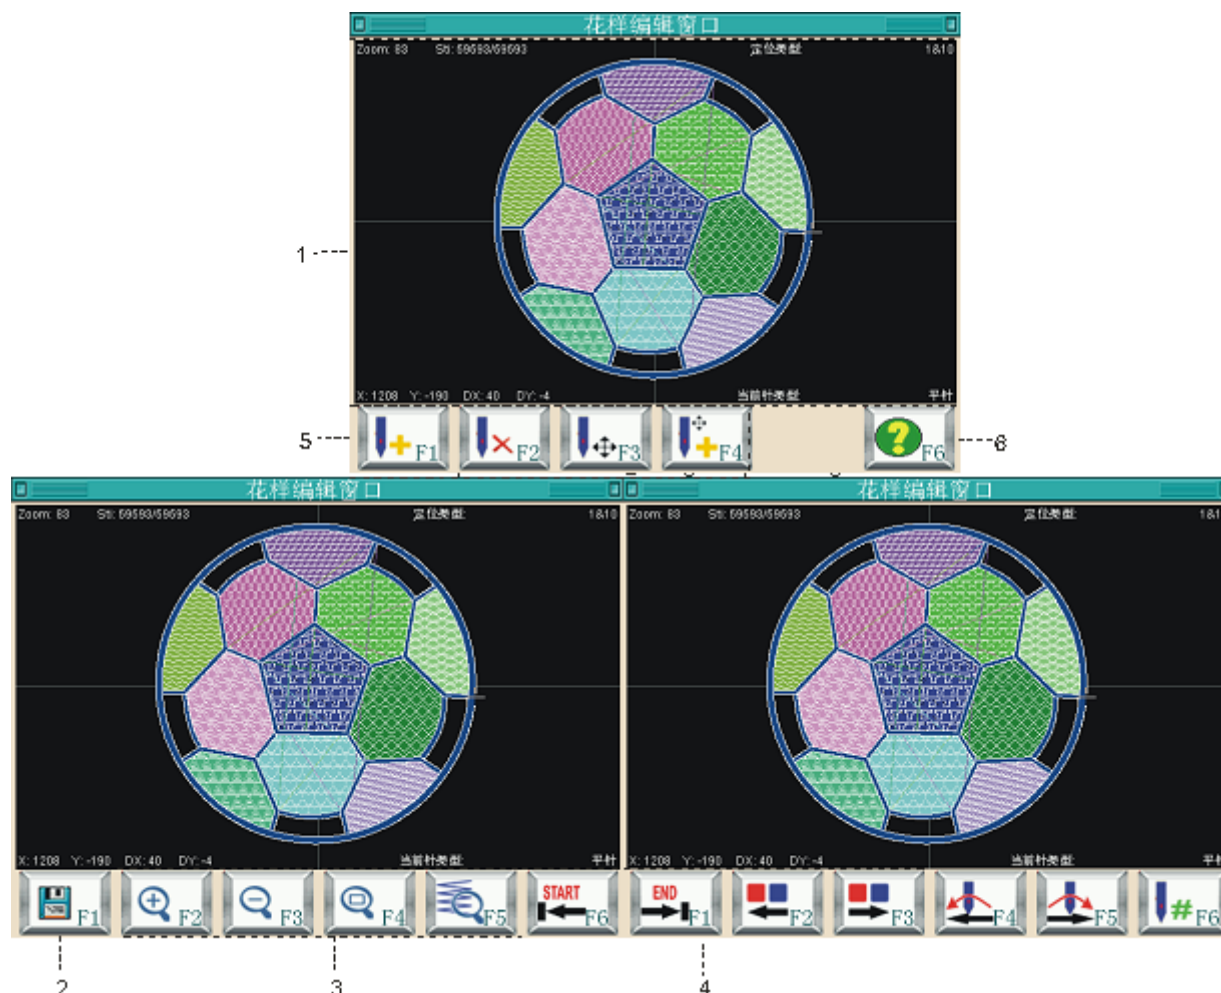 花样编辑窗口
Zoom: 83 Sti: 59593/59593 定位类型: 1&10
1
X: 1208 Y: -190 DX: 40 DY: -4 当前针类型: 平针
5 F1 F2 F3 F4 F6 6
花样编辑窗口 花样编辑窗口
Zoom: 83 Sti: 59593/59593 定位类型: 1&10 Zoom: 83 Sti: 59593/59593 定位类型: 1&10
X: 1208 Y: -190 DX: 40 DY: -4 当前针类型: 平针 X: 1208 Y: -190 DX: 40 DY: -4 当前针类型: 平针
F1 F2 F3 F4 F5 START F6 END F1 F2 F3 F4 F5 # F6
2 3 4